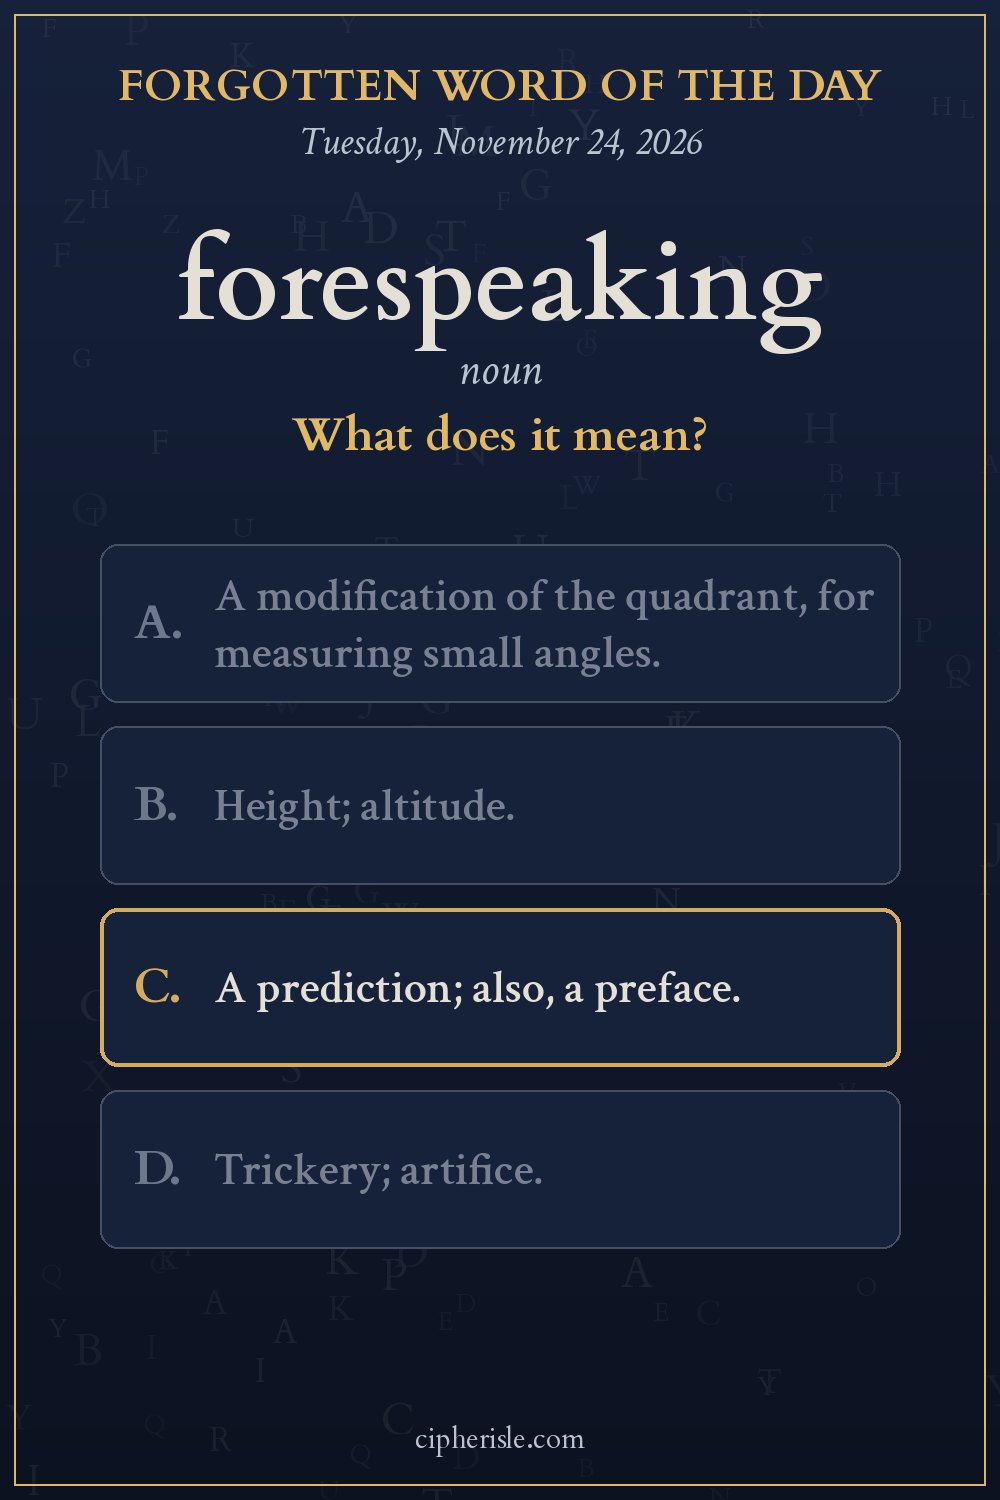 FORGOTTEN WORD OF THE DAY
Tuesday, November 24, 2026
forespeaking
noun
What does it mean?
A. A modification of the quadrant, for
measuring small angles.
B. Height; altitude.
C. A prediction; also, a preface.
D. Trickery; artifice.
cipherisle.com